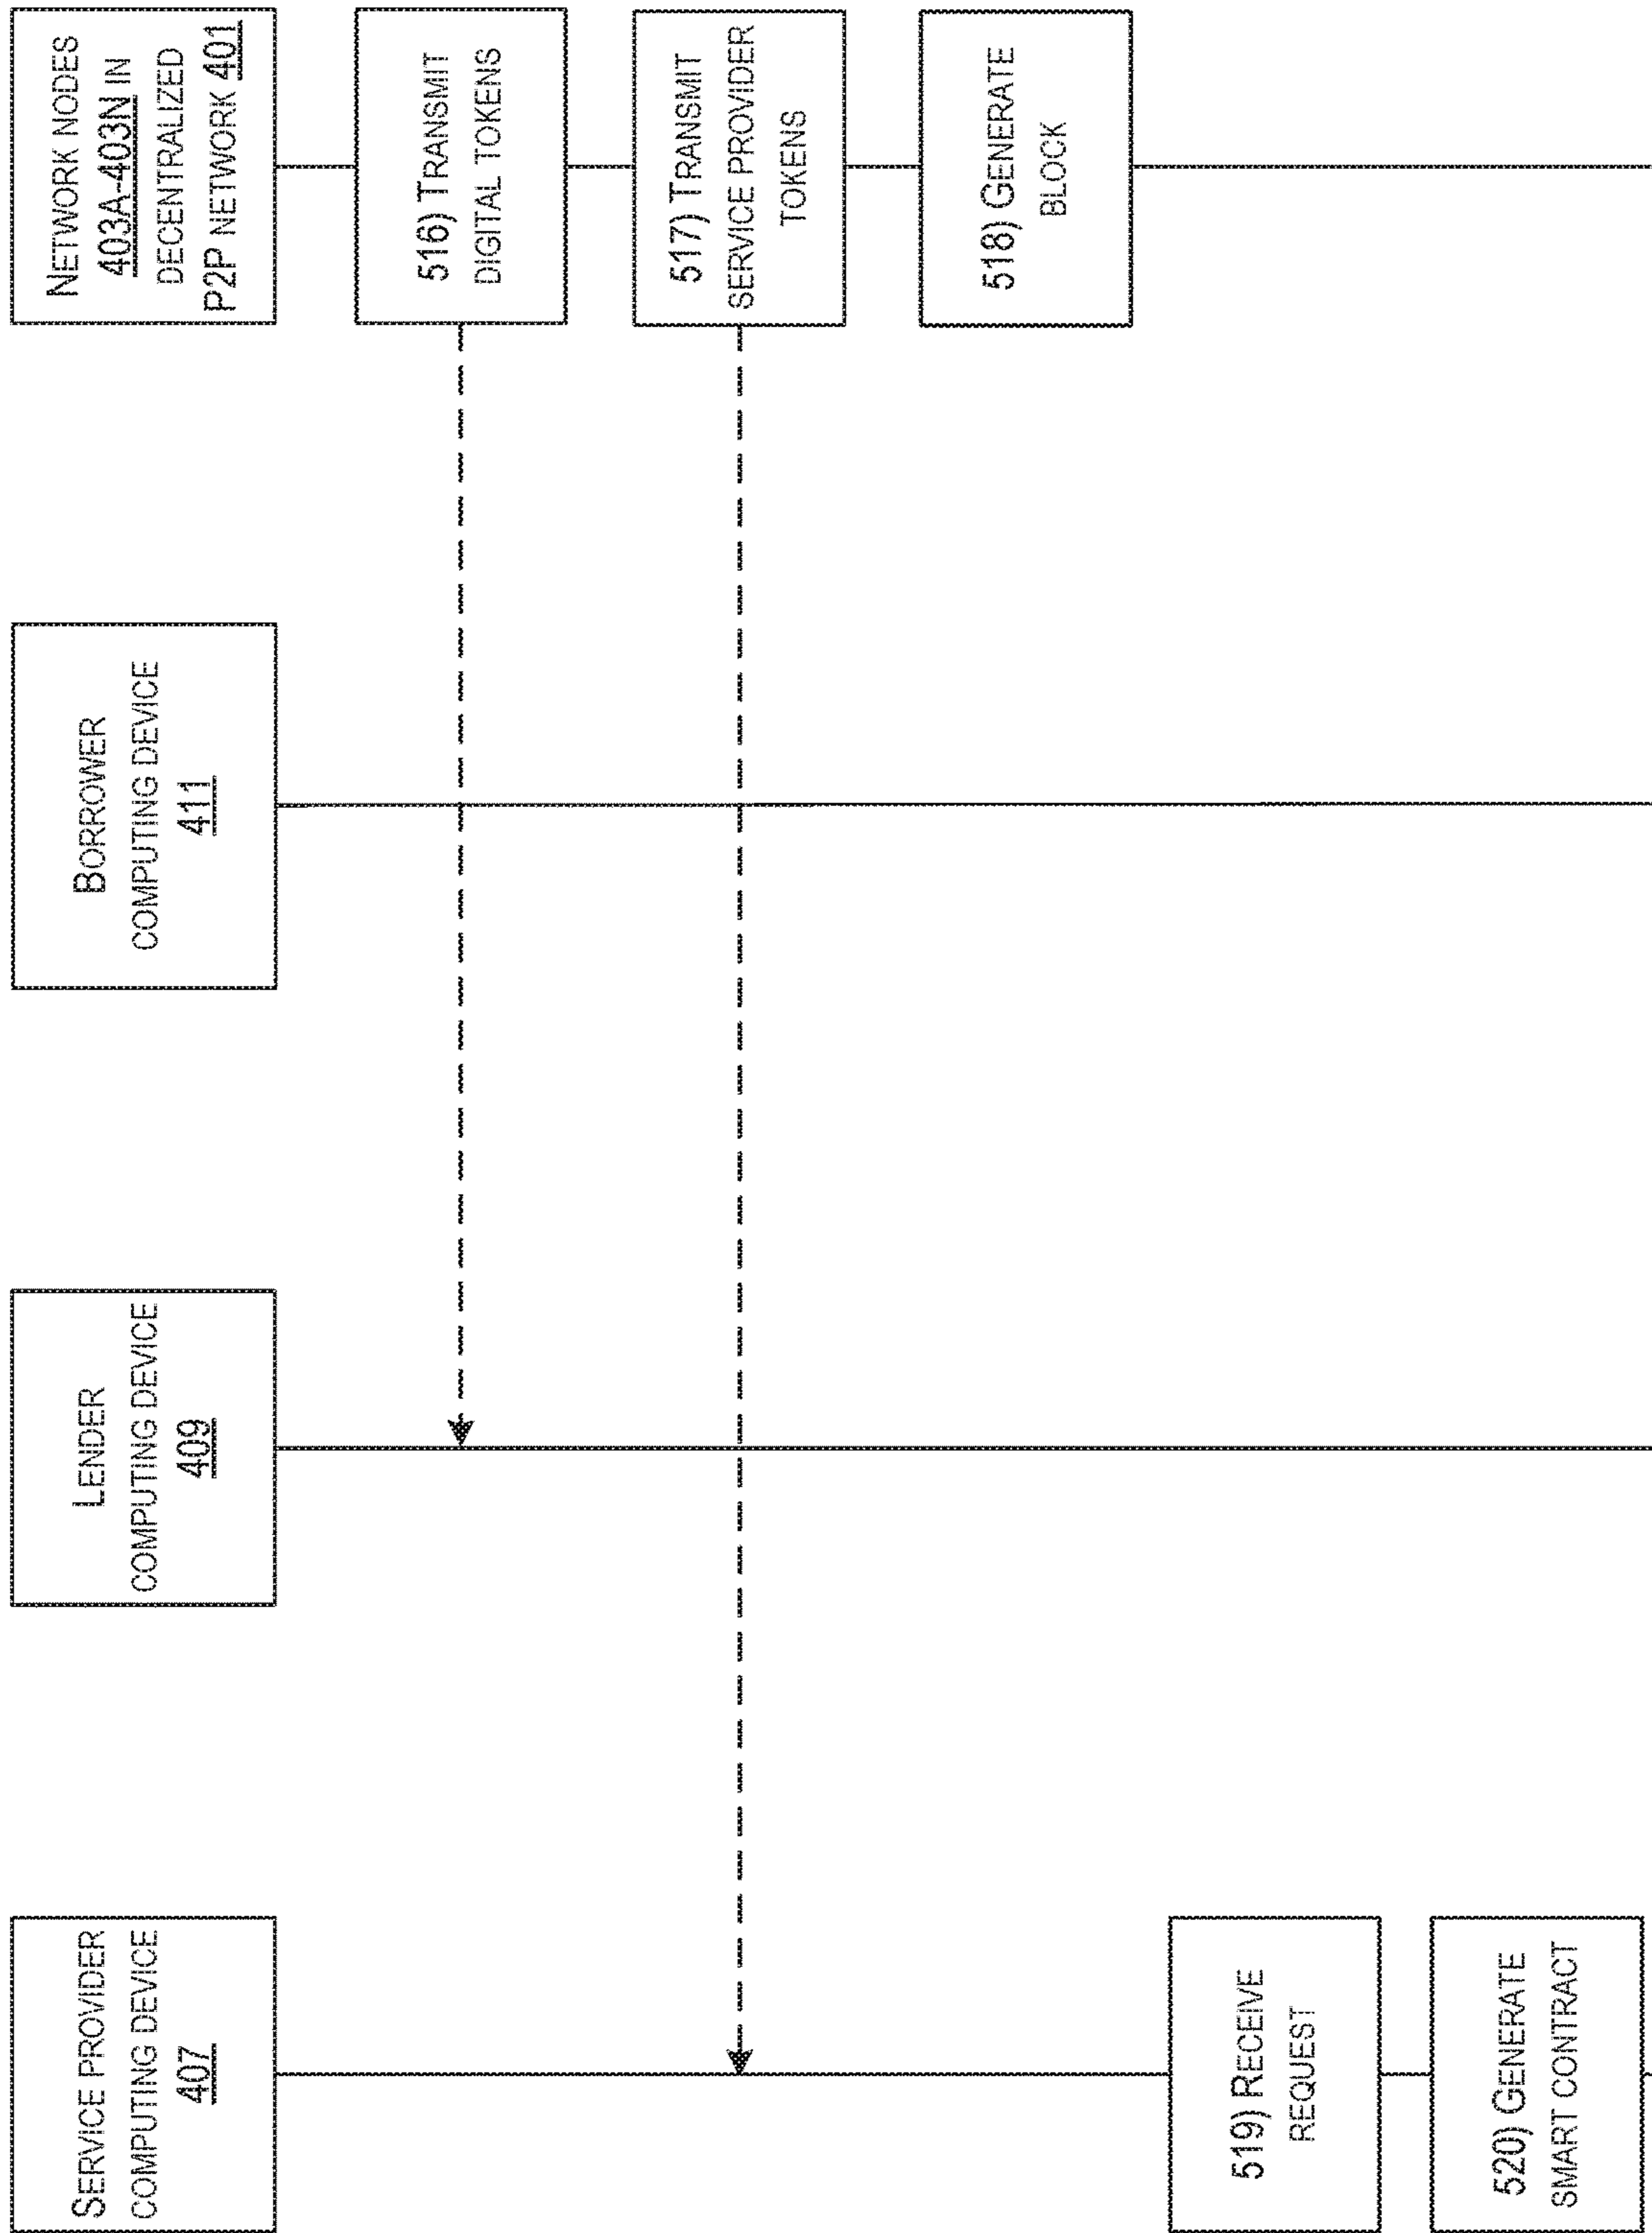 SERVICE PROVIDER
COMPUTING DEVICE
407
LENDER
COMPUTING DEVICE
409
BORROWER
COMPUTING DEVICE
411
NETWORK NODES
403A-403N IN
DECENTRALIZED
P2P NETWORK 401
516) TRANSMIT
DIGITAL TOKENS
517) TRANSMIT
SERVICE PROVIDER
TOKENS
518) GENERATE
BLOCK
519) RECEIVE
REQUEST
520) GENERATE
SMART CONTRACT